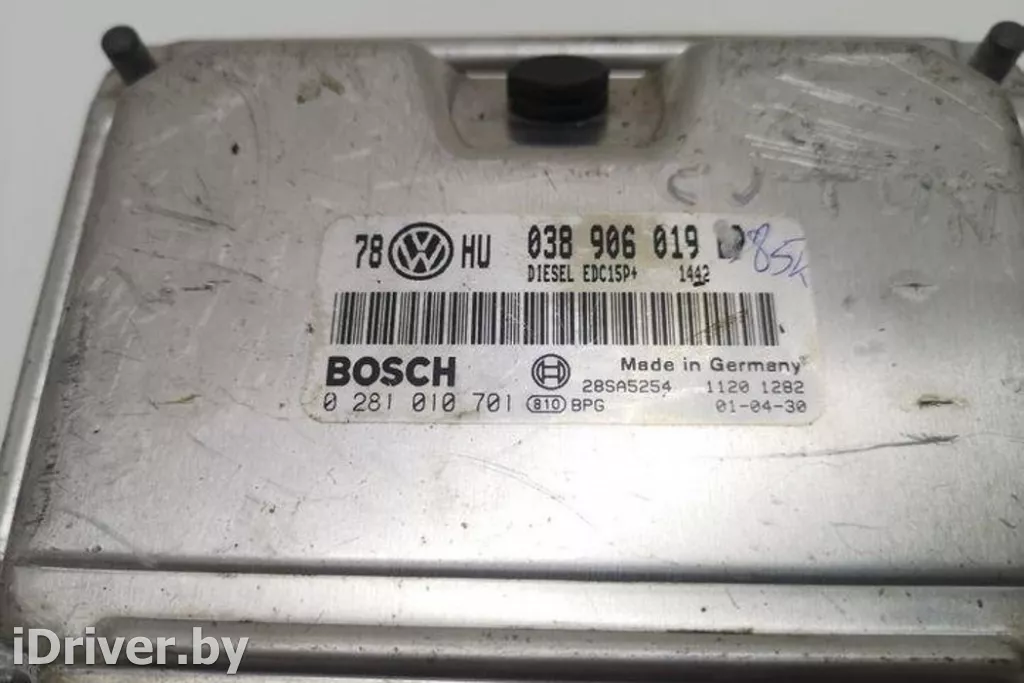 78 HU 038 906 019 85k
DIESEL EDC15P+ 1442
BOSCH Made in Germany
28SA5254 1120 1282
0 281 010 701 810 BPG 01-04-30
iDriver.by